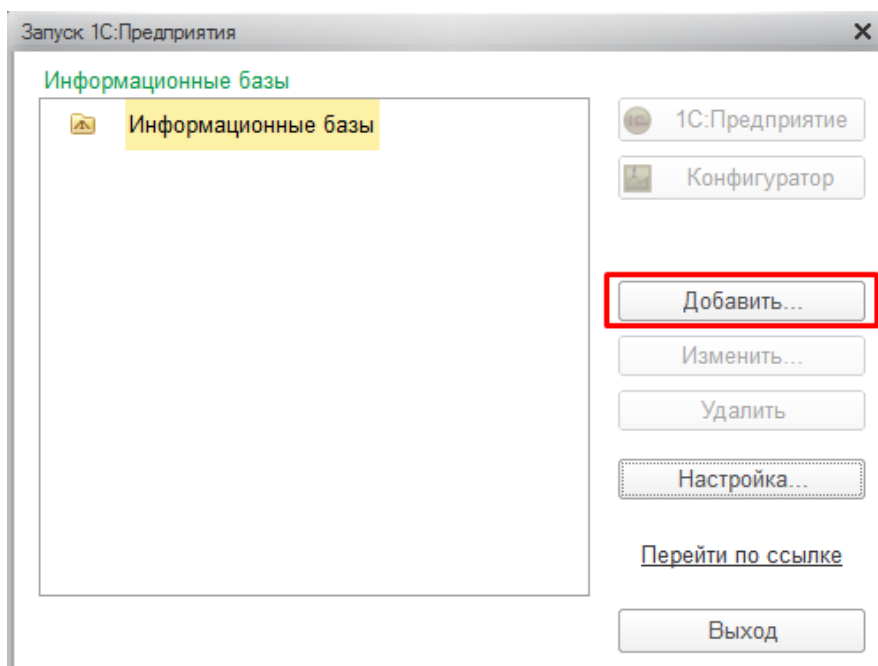 Запуск 1С:Предприятия
Информационные базы
Информационные базы
1С:Предприятие
Конфигуратор
Добавить...
Изменить...
Удалить
Настройка...
Перейти по ссылке
Выход